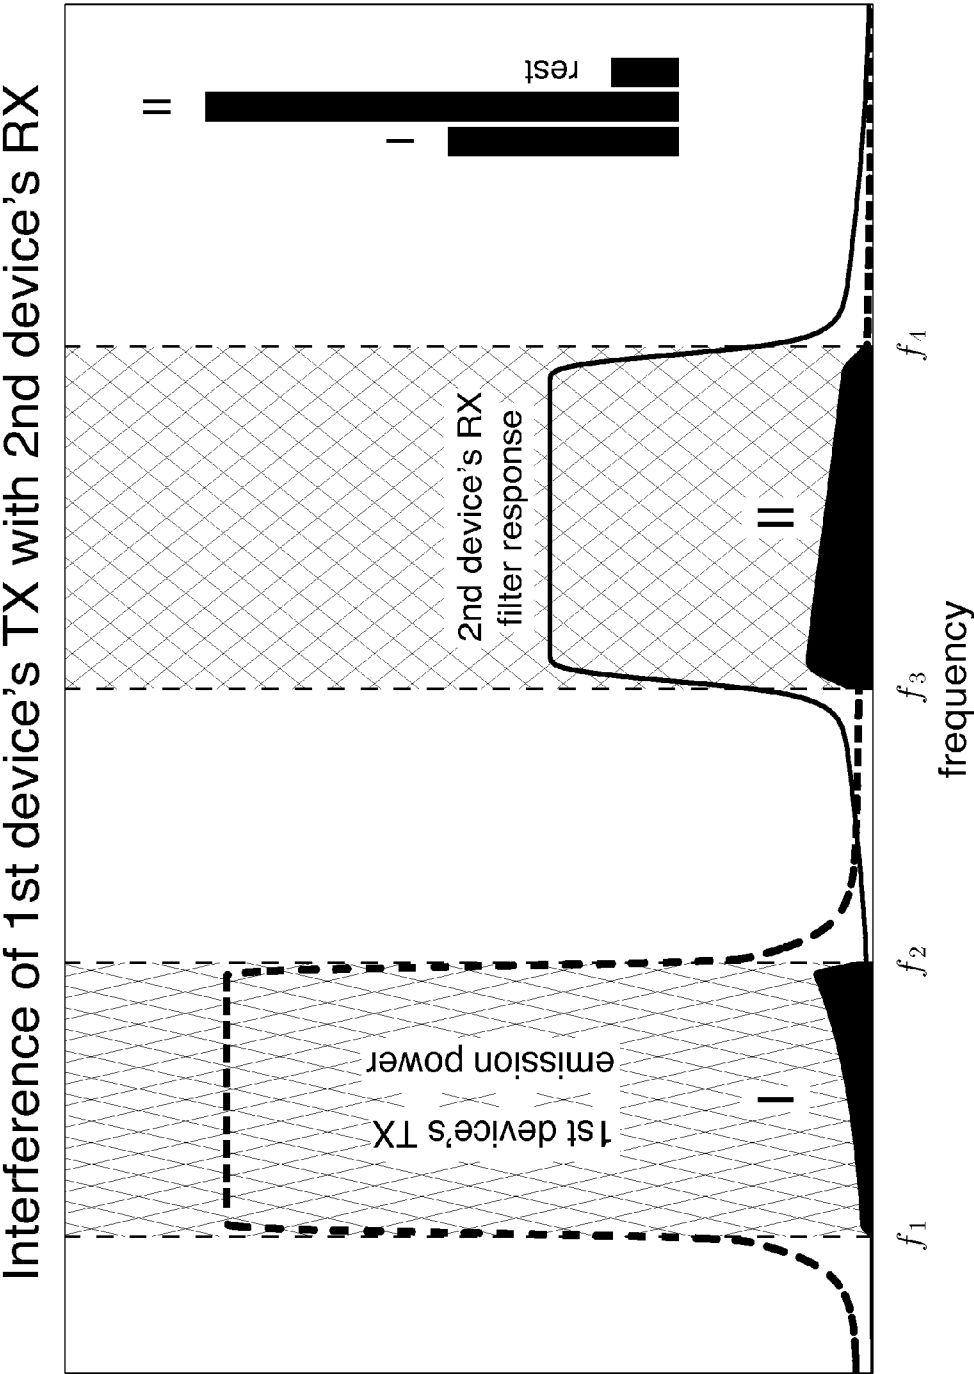 Interference of 1st device's TX with 2nd device's RX
I
II
rest
1st device's TX
emission power
2nd device's RX
filter response
I
II
f1
f2
f3
f4
frequency